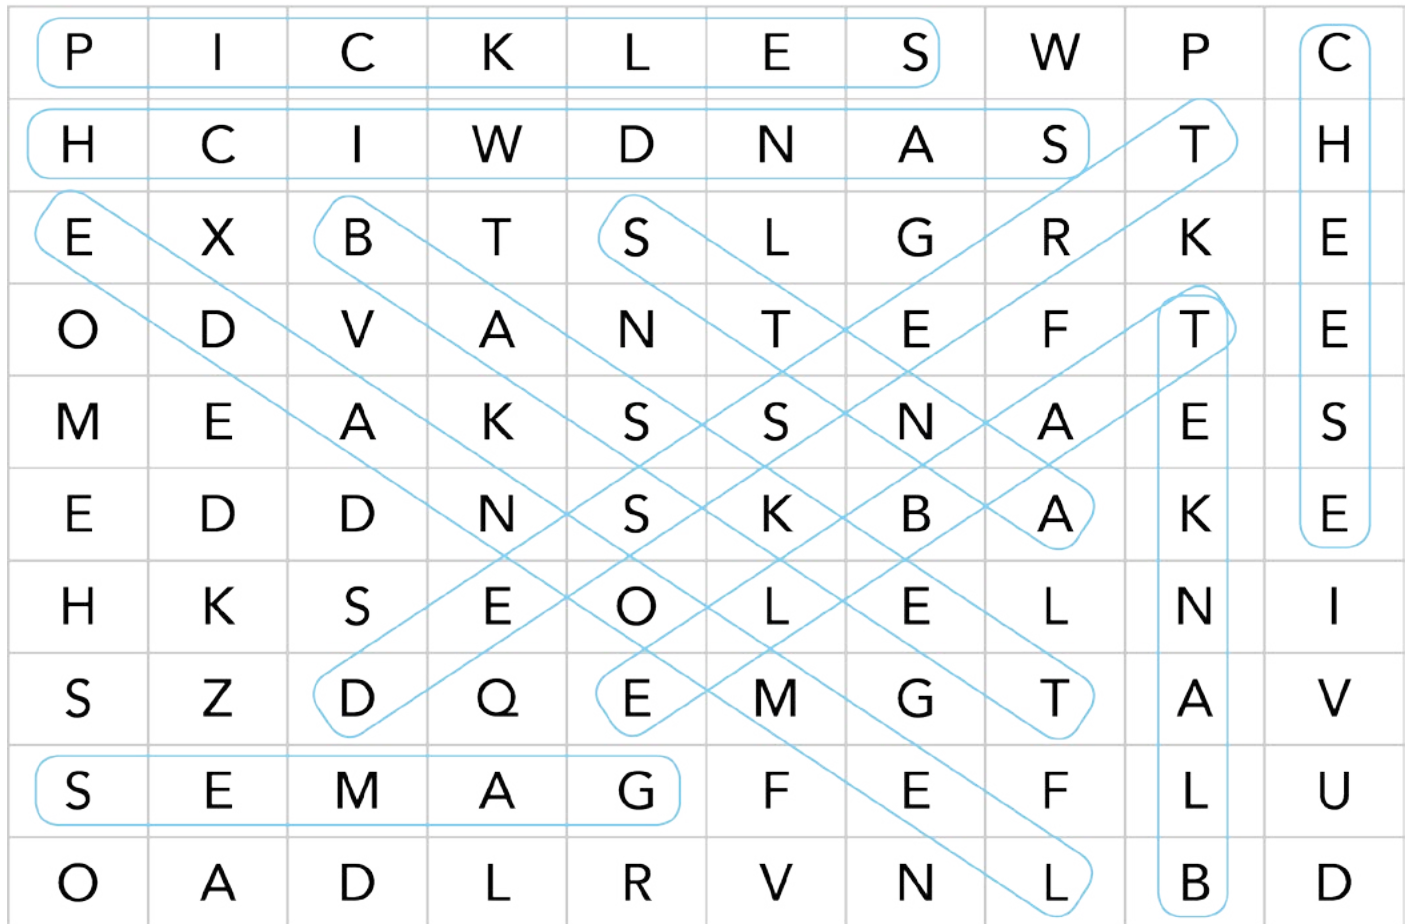 P I C K L E S W P C
H C I W D N A S T H
E X B T S L G R K E
O D V A N T E F T E
M E A K S S N A E S
E D D N S K B A K E
H K S E O L E L N I
S Z D Q E M G T A V
S E M A G F E F L U
O A D L R V N L B D